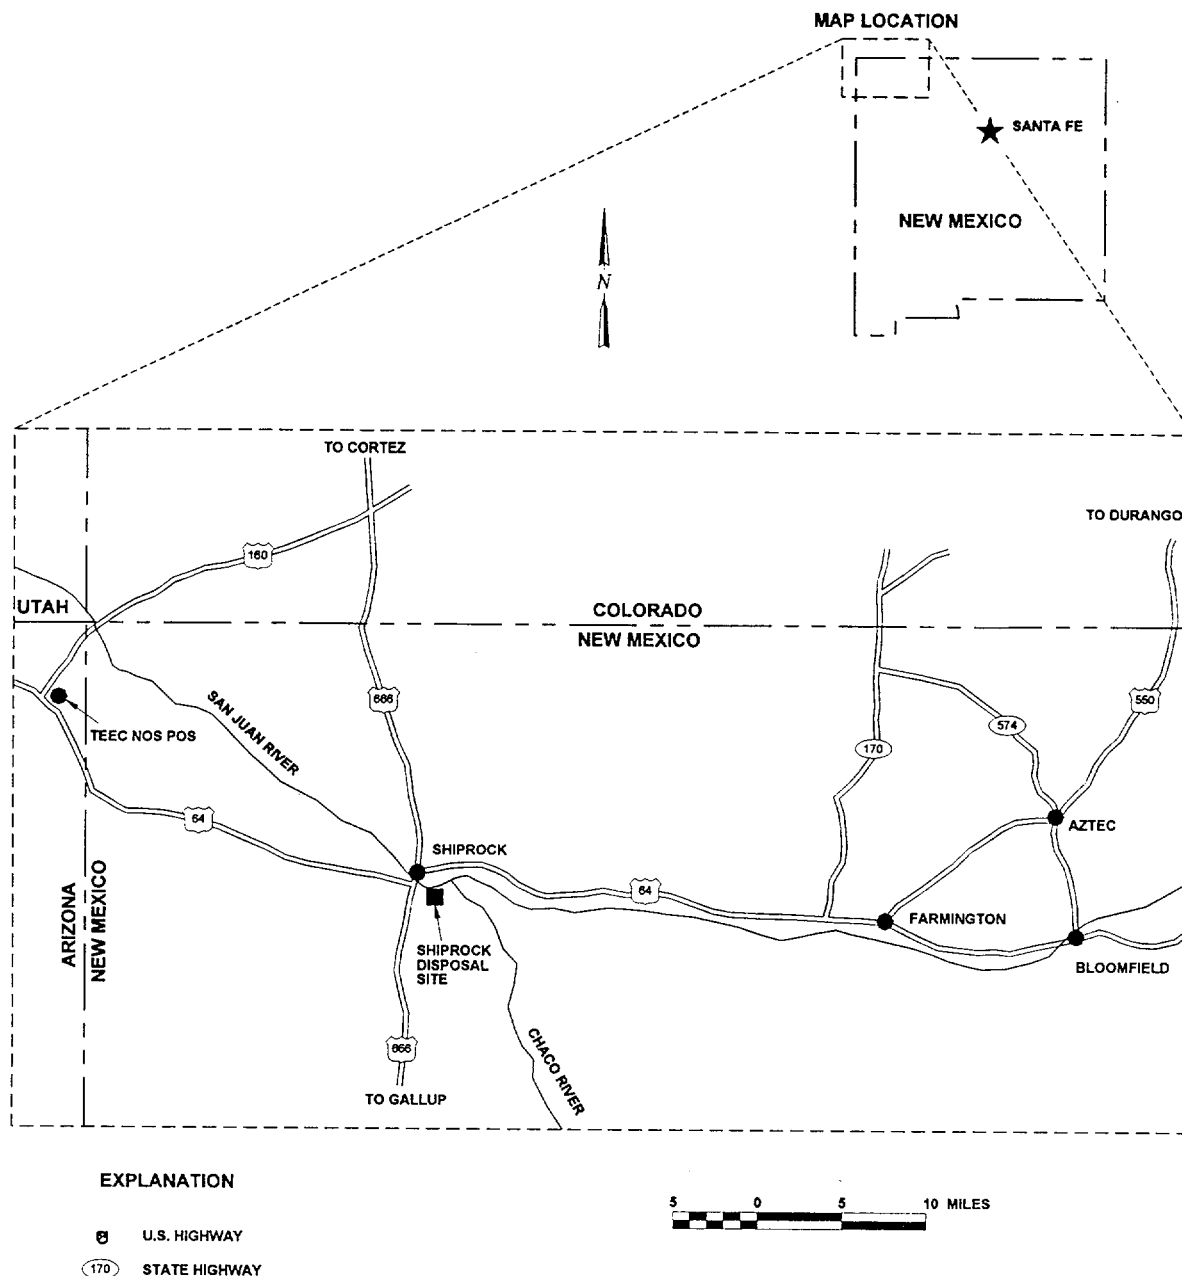 MAP LOCATION
SANTA FE
NEW MEXICO
N
TO CORTEZ
TO DURANGO
160
UTAH
COLORADO
NEW MEXICO
666
550
SAN JUAN RIVER
TEEC NOS POS
574
170
64
AZTEC
SHIPROCK
64
ARIZONA
NEW MEXICO
FARMINGTON
SHIPROCK
DISPOSAL
SITE
BLOOMFIELD
CHACO RIVER
666
TO GALLUP
EXPLANATION
5 0 5 10 MILES
U.S. HIGHWAY
170 STATE HIGHWAY